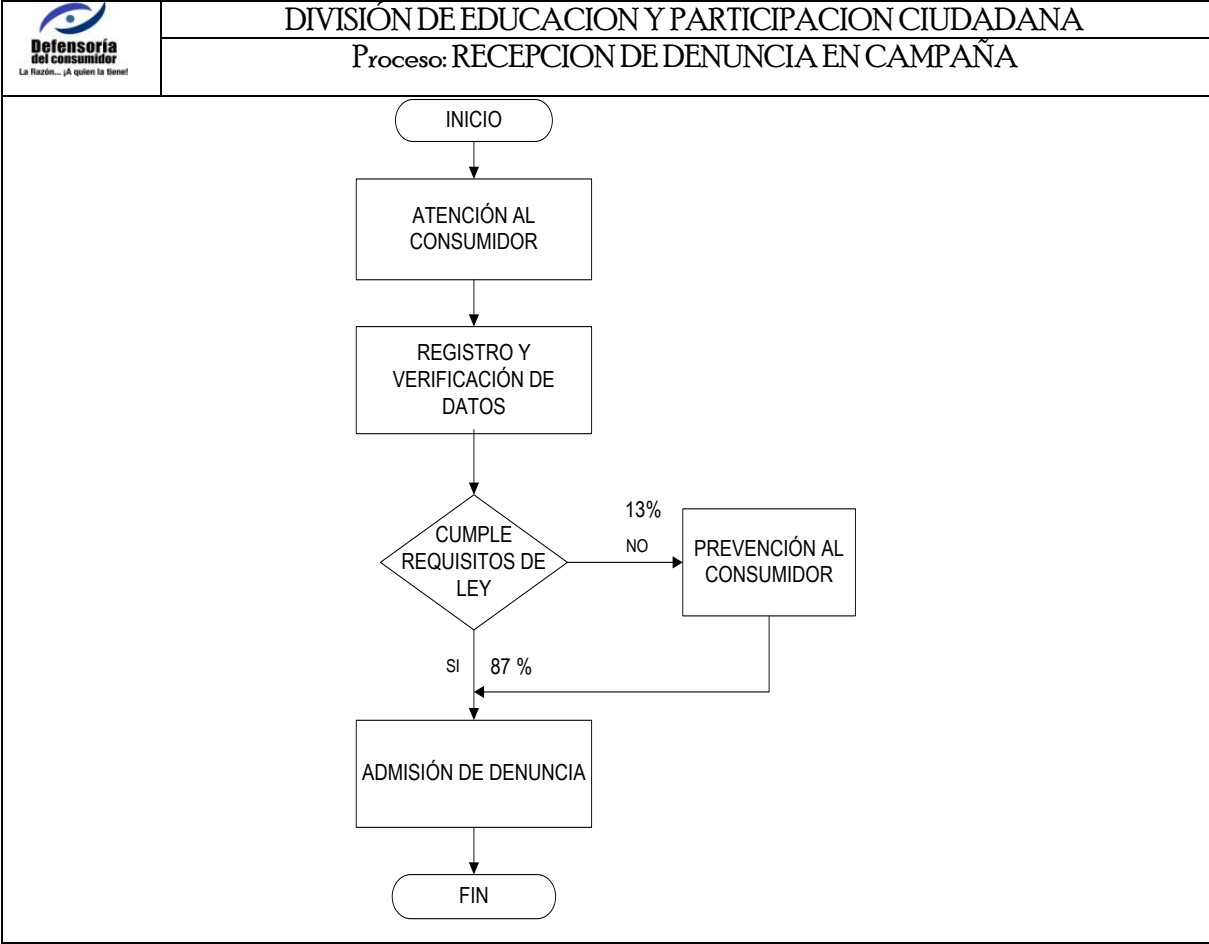 Defensoría
del consumidor
La Razón... ¡A quien la tiene!
DIVISIÓN DE EDUCACION Y PARTICIPACION CIUDADANA
Proceso: RECEPCION DE DENUNCIA EN CAMPAÑA
INICIO
ATENCIÓN AL
CONSUMIDOR
REGISTRO Y
VERIFICACIÓN DE
DATOS
CUMPLE
REQUISITOS DE
LEY
13%
NO
PREVENCIÓN AL
CONSUMIDOR
SI 87 %
ADMISIÓN DE DENUNCIA
FIN